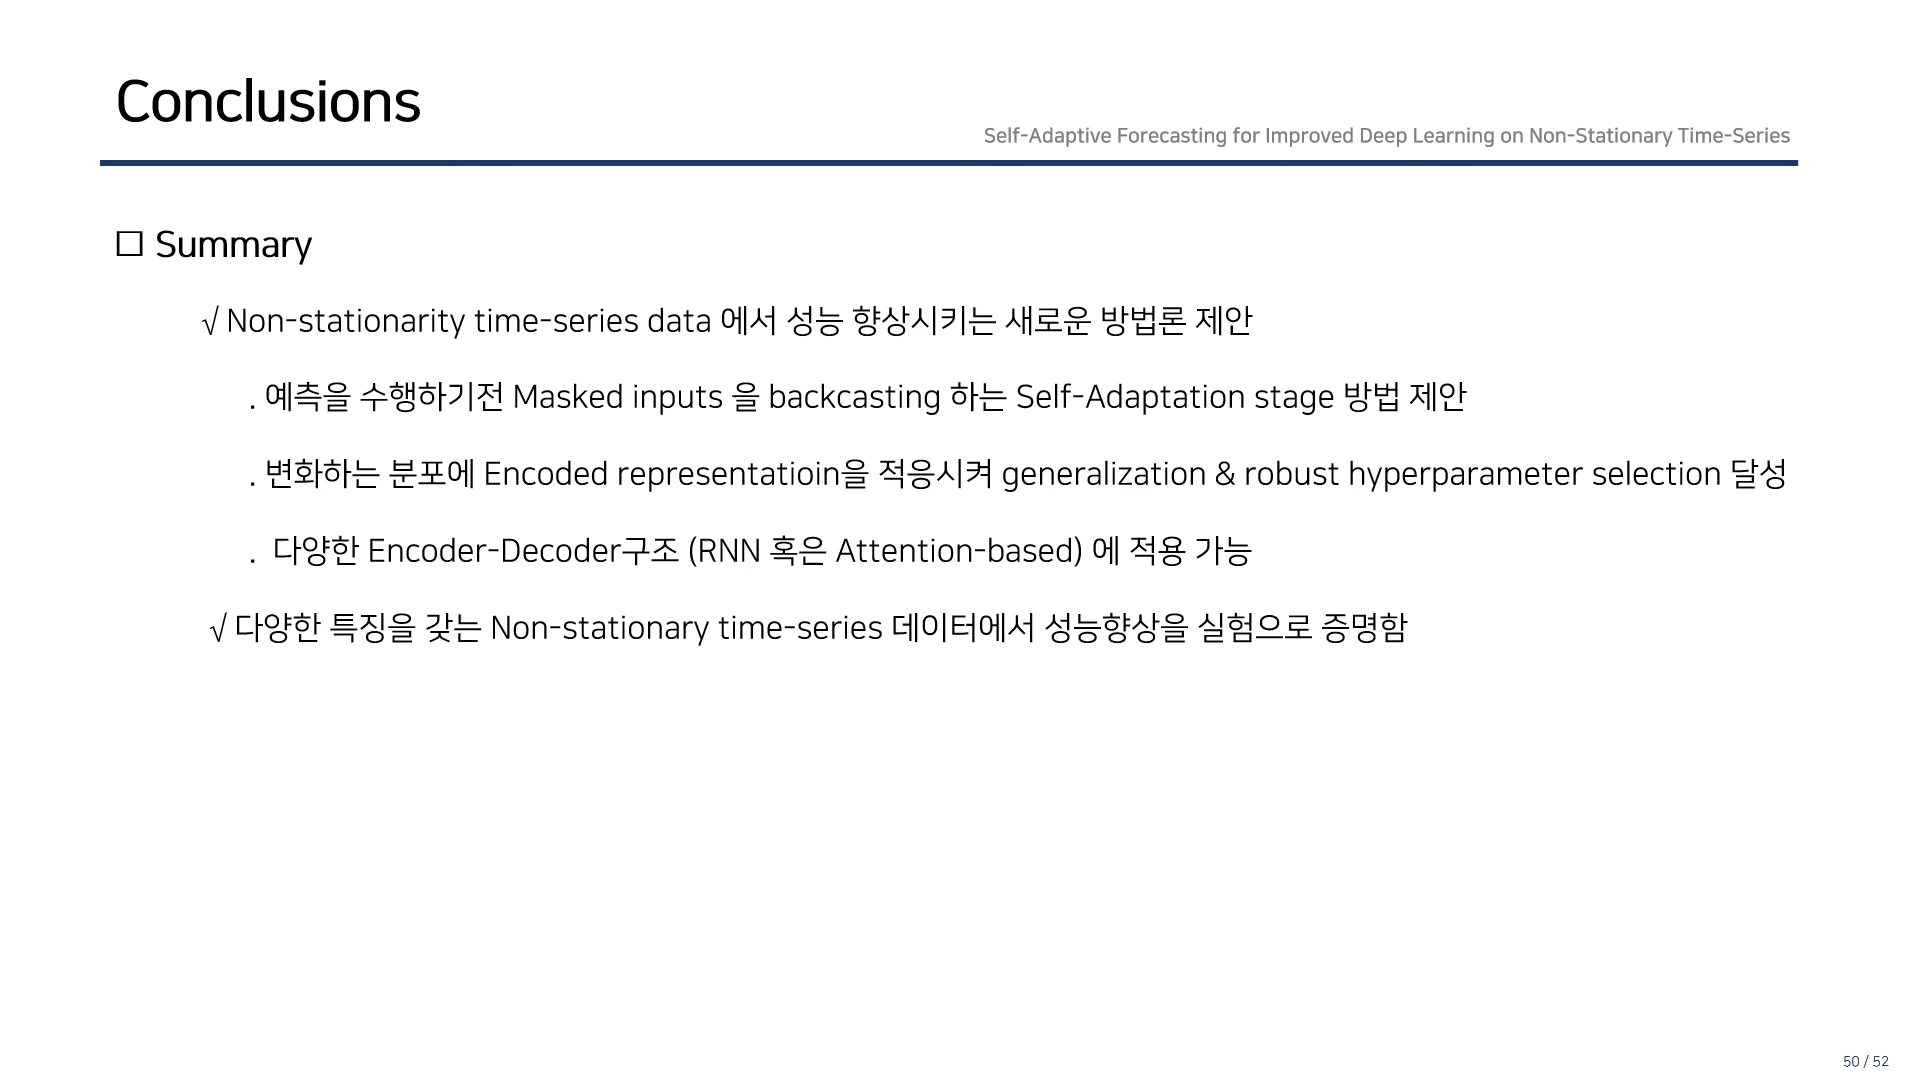 Conclusions
Self-Adaptive Forecasting for Improved Deep Learning on Non-Stationary Time-Series
□ Summary
√ Non-stationarity time-series data 에서 성능 향상시키는 새로운 방법론 제안
. 예측을 수행하기전 Masked inputs 을 backcasting 하는 Self-Adaptation stage 방법 제안
. 변화하는 분포에 Encoded representatioin을 적응시켜 generalization & robust hyperparameter selection 달성
. 다양한 Encoder-Decoder구조 (RNN 혹은 Attention-based) 에 적용 가능
√ 다양한 특징을 갖는 Non-stationary time-series 데이터에서 성능향상을 실험으로 증명함
50 / 52